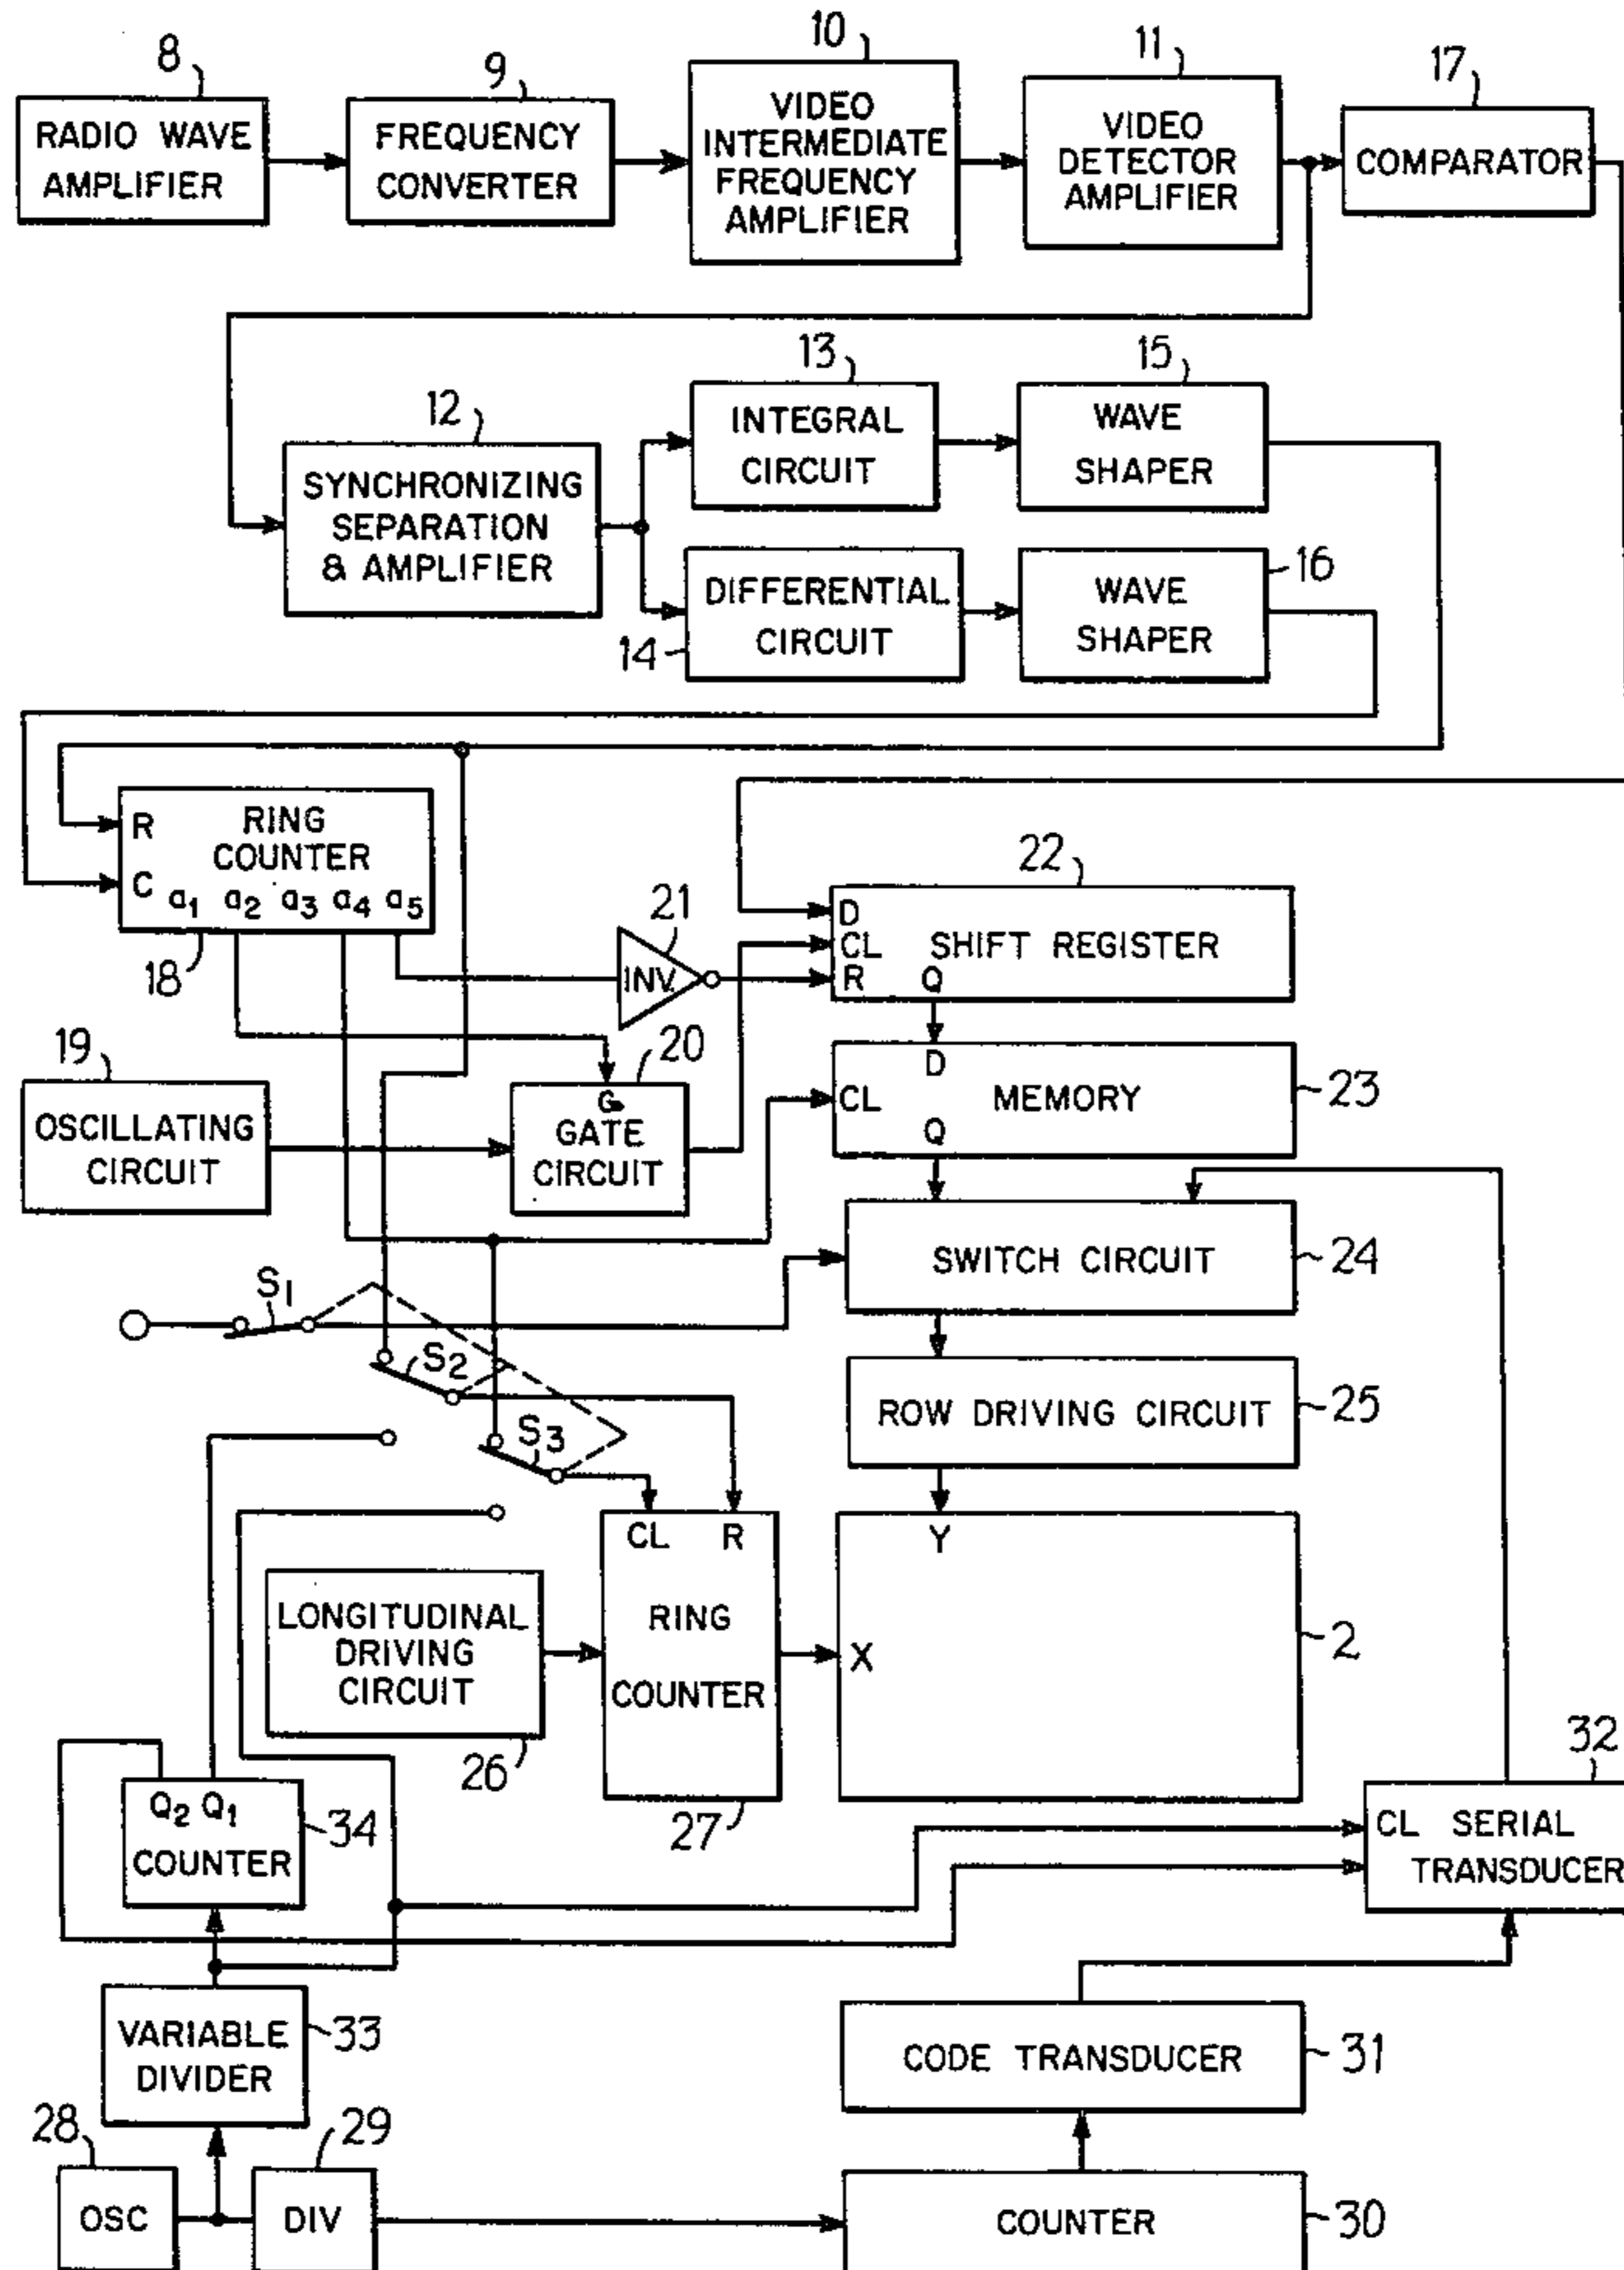 8
RADIO WAVE
AMPLIFIER
9
FREQUENCY
CONVERTER
10
VIDEO
INTERMEDIATE
FREQUENCY
AMPLIFIER
11
VIDEO
DETECTOR
AMPLIFIER
17
COMPARATOR
12
SYNCHRONIZING
SEPARATION
& AMPLIFIER
13
INTEGRAL
CIRCUIT
15
WAVE
SHAPER
14
DIFFERENTIAL
CIRCUIT
16
WAVE
SHAPER
R
RING
COUNTER
C
a1 a2 a3 a4 a5
18
21
INV.
22
D
CL
SHIFT REGISTER
R
Q
19
OSCILLATING
CIRCUIT
20
G
GATE
CIRCUIT
D
CL
MEMORY
Q
23
SWITCH CIRCUIT
24
S1
S2
S3
ROW DRIVING CIRCUIT
25
LONGITUDINAL
DRIVING
CIRCUIT
26
CL R
RING
COUNTER
27
Y
X
2
Q2 Q1
COUNTER
34
32
CL SERIAL
TRANSDUCER
VARIABLE
DIVIDER
33
CODE TRANSDUCER
31
28
OSC
29
DIV
COUNTER
30